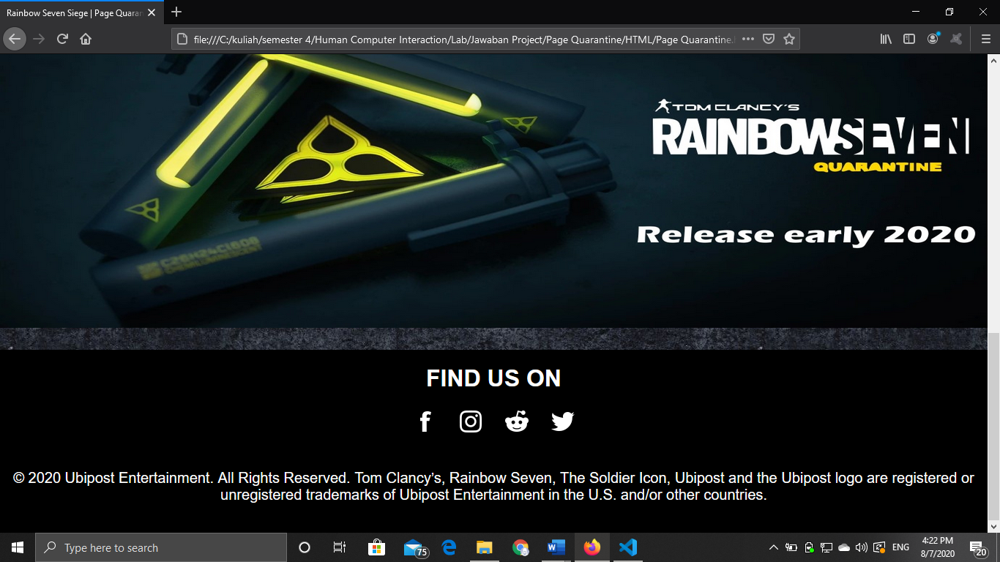 Rainbow Seven Siege | Page Quaran
file:///C:/kuliah/semester 4/Human Computer Interaction/Lab/Jawaban Project/Page Quarantine/HTML/Page Quarantine.
TOM CLANCY'S
RAINBOWSEVEN
QUARANTINE
Release early 2020
FIND US ON
© 2020 Ubipost Entertainment. All Rights Reserved. Tom Clancy’s, Rainbow Seven, The Soldier Icon, Ubipost and the Ubipost logo are registered or
unregistered trademarks of Ubipost Entertainment in the U.S. and/or other countries.
Type here to search
75
ENG
4:22 PM
8/7/2020
20